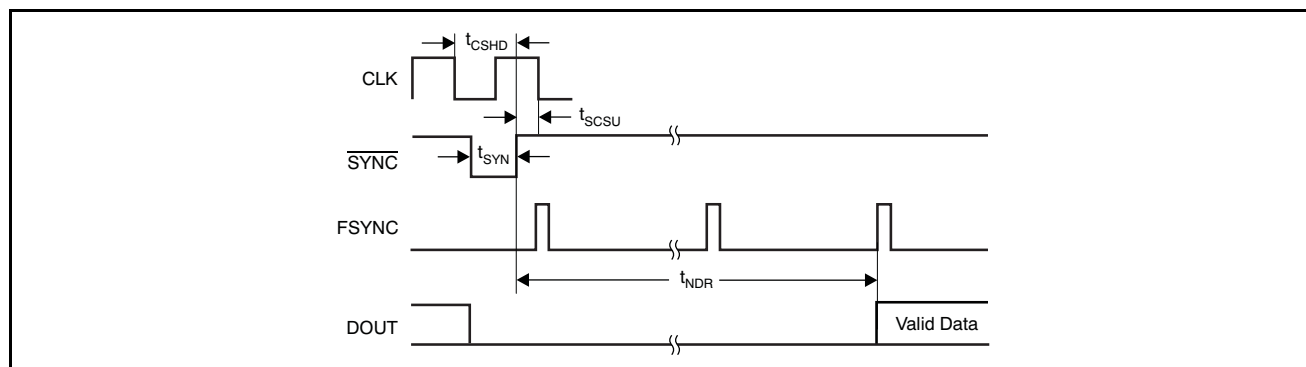 tCSHD
CLK
tSCSU
SYNC
tSYN
FSYNC
tNDR
DOUT
Valid Data